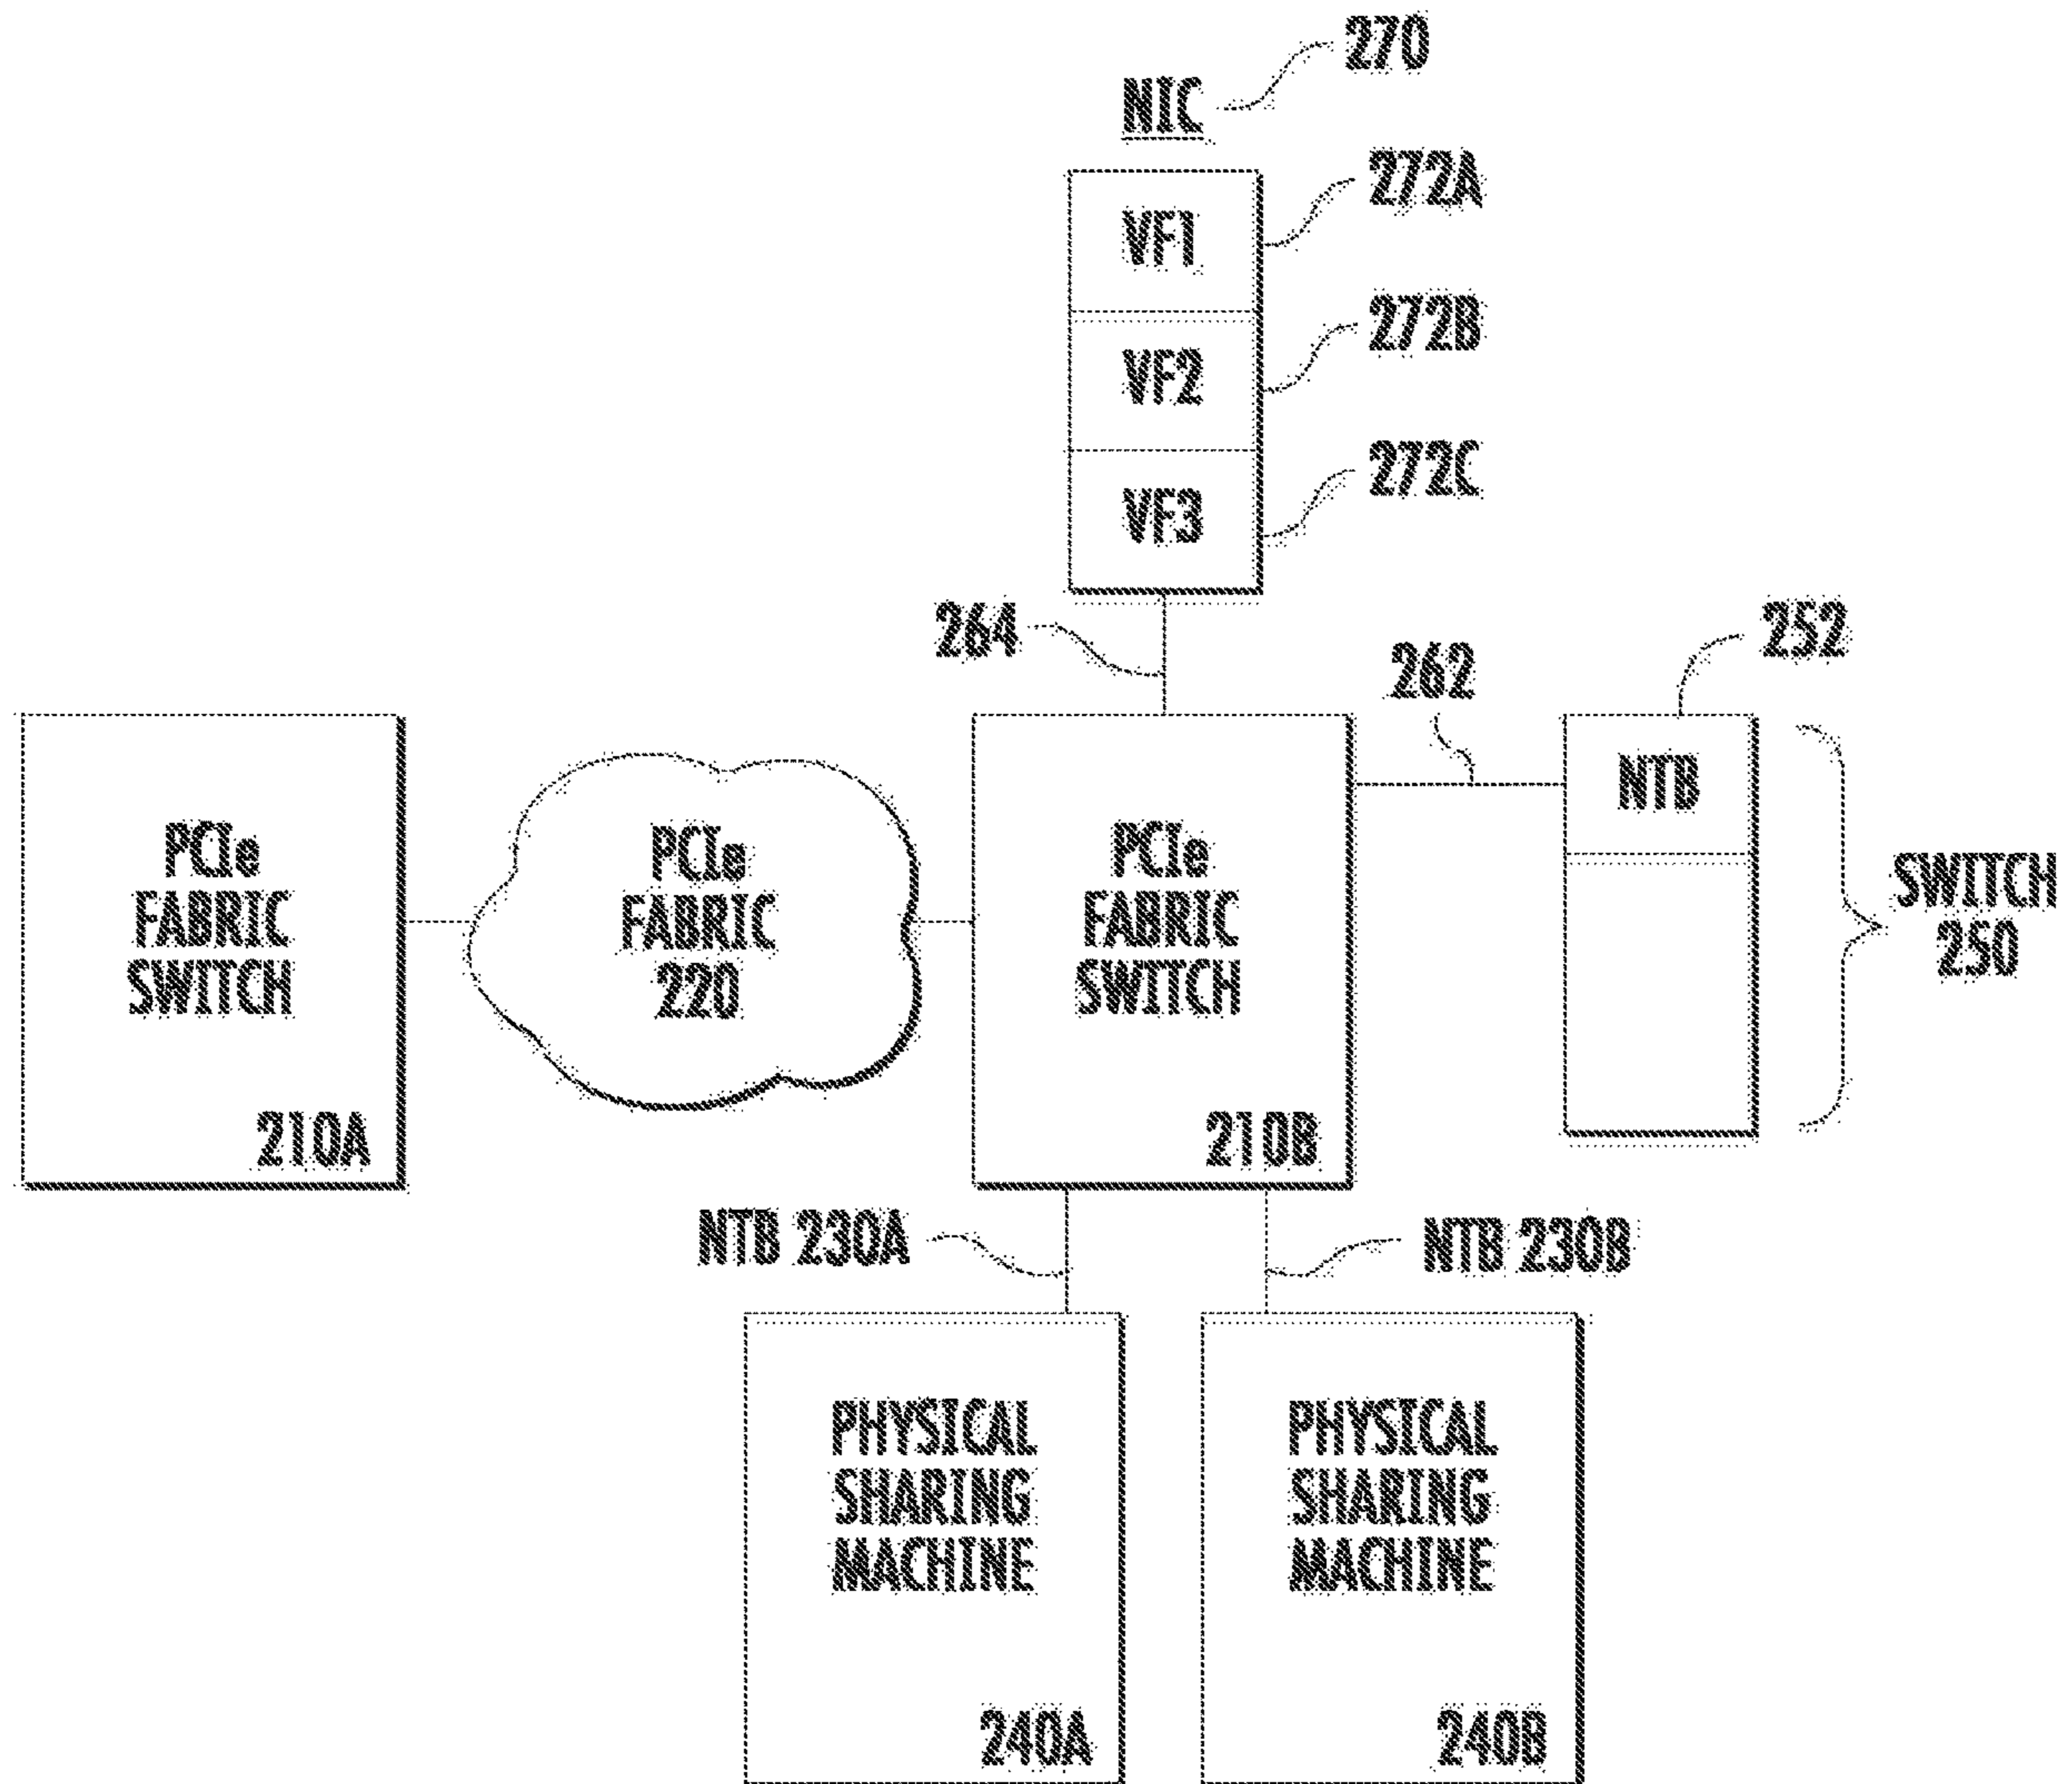 270
NIC
272A
VF1
272B
VF2
272C
VF3
264
252
262
NTB
PCIe
FABRIC
SWITCH
210A
PCIe
FABRIC
220
PCIe
FABRIC
SWITCH
210B
SWITCH
250
NTB 230A
NTB 230B
PHYSICAL
SHARING
MACHINE
240A
PHYSICAL
SHARING
MACHINE
240B